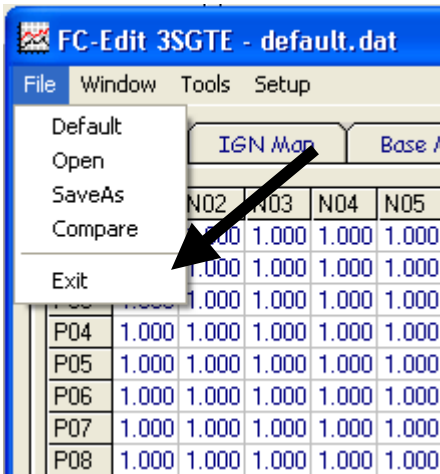 FC-Edit 3SGTE - default.dat
File Window Tools Setup
Default
Open
SaveAs
Compare
Exit
IGN Map Base
N02 N03 N04 N05
1.000 1.000 1.000
1.000 1.000 1.000 1.000
1.000 1.000 1.000 1.000
P04 1.000 1.000 1.000 1.000 1.000
P05 1.000 1.000 1.000 1.000 1.000
P06 1.000 1.000 1.000 1.000 1.000
P07 1.000 1.000 1.000 1.000 1.000
P08 1.000 1.000 1.000 1.000 1.000